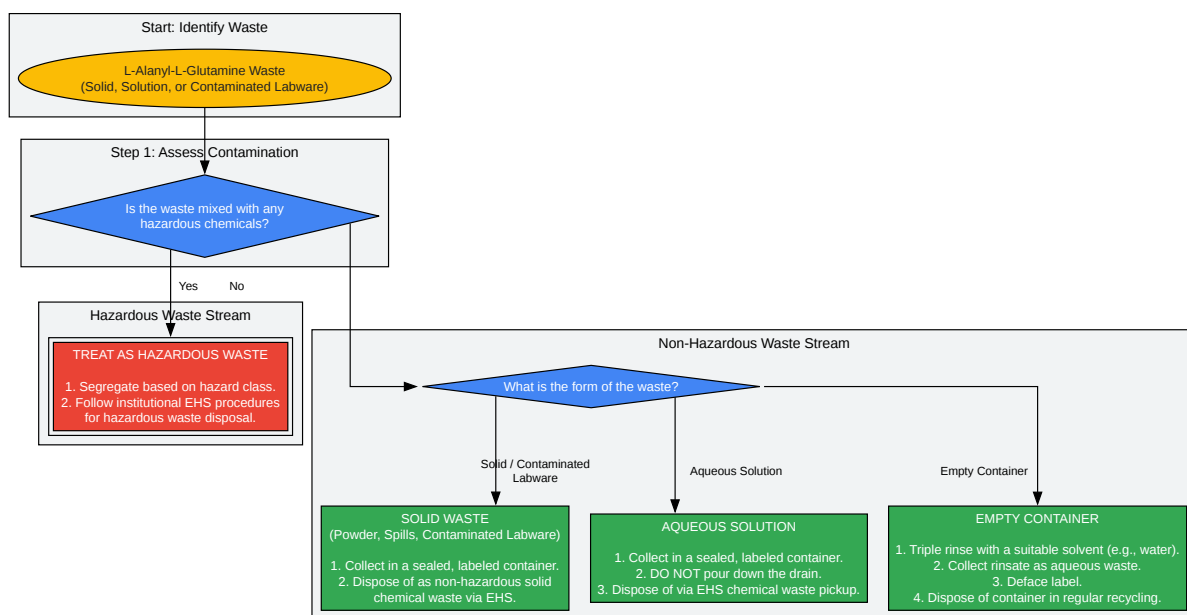 Start: Identify Waste
L-Alanyl-L-Glutamine Waste
(Solid, Solution, or Contaminated Labware)
Step 1: Assess Contamination
Is the waste mixed with any
hazardous chemicals?
Yes
No
Hazardous Waste Stream
TREAT AS HAZARDOUS WASTE
1. Segregate based on hazard class.
2. Follow institutional EHS procedures
for hazardous waste disposal.
Non-Hazardous Waste Stream
What is the form of the waste?
Solid / Contaminated
Labware
Aqueous Solution
Empty Container
SOLID WASTE
(Powder, Spills, Contaminated Labware)
1. Collect in a sealed, labeled container.
2. Dispose of as non-hazardous solid
chemical waste via EHS.
AQUEOUS SOLUTION
1. Collect in a sealed, labeled container.
2. DO NOT pour down the drain.
3. Dispose of via EHS chemical waste pickup.
EMPTY CONTAINER
1. Triple rinse with a suitable solvent (e.g., water).
2. Collect rinsate as aqueous waste.
3. Deface label.
4. Dispose of container in regular recycling.